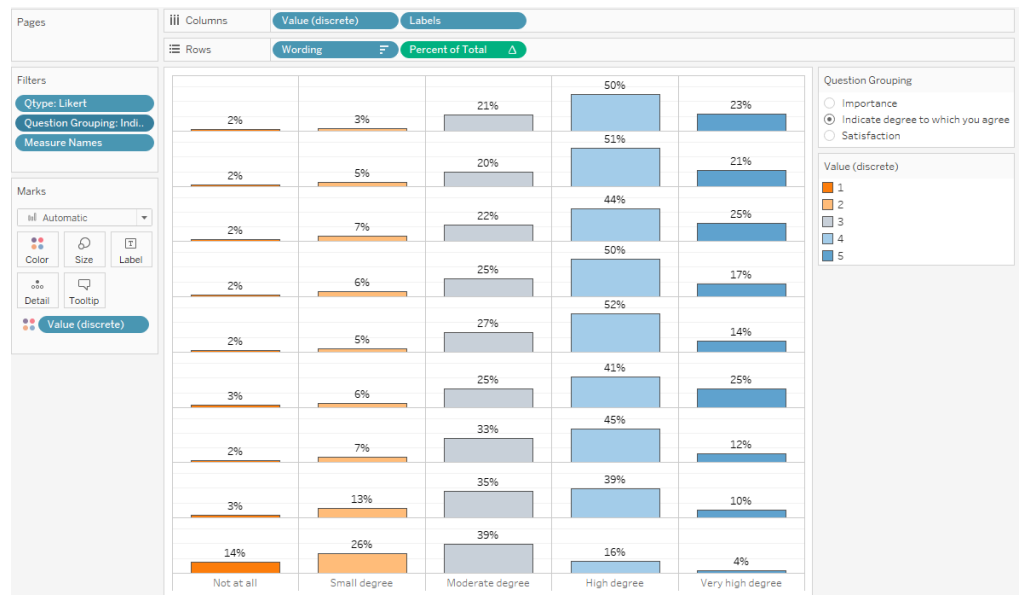 Pages
Columns
Value (discrete)
Labels
Rows
Wording
Percent of Total
Filters
Qtype: Likert
Question Grouping: Indi..
Measure Names
Marks
Automatic
Color
Size
Label
Detail
Tooltip
Value (discrete)
2% 3% 21% 50% 23%
2% 5% 20% 51% 21%
2% 7% 22% 44% 25%
2% 6% 25% 50% 17%
2% 5% 27% 52% 14%
3% 6% 25% 41% 25%
2% 7% 33% 45% 12%
3% 13% 35% 39% 10%
14% 26% 39% 16% 4%
Not at all Small degree Moderate degree High degree Very high degree
Question Grouping
Importance
Indicate degree to which you agree
Satisfaction
Value (discrete)
1
2
3
4
5